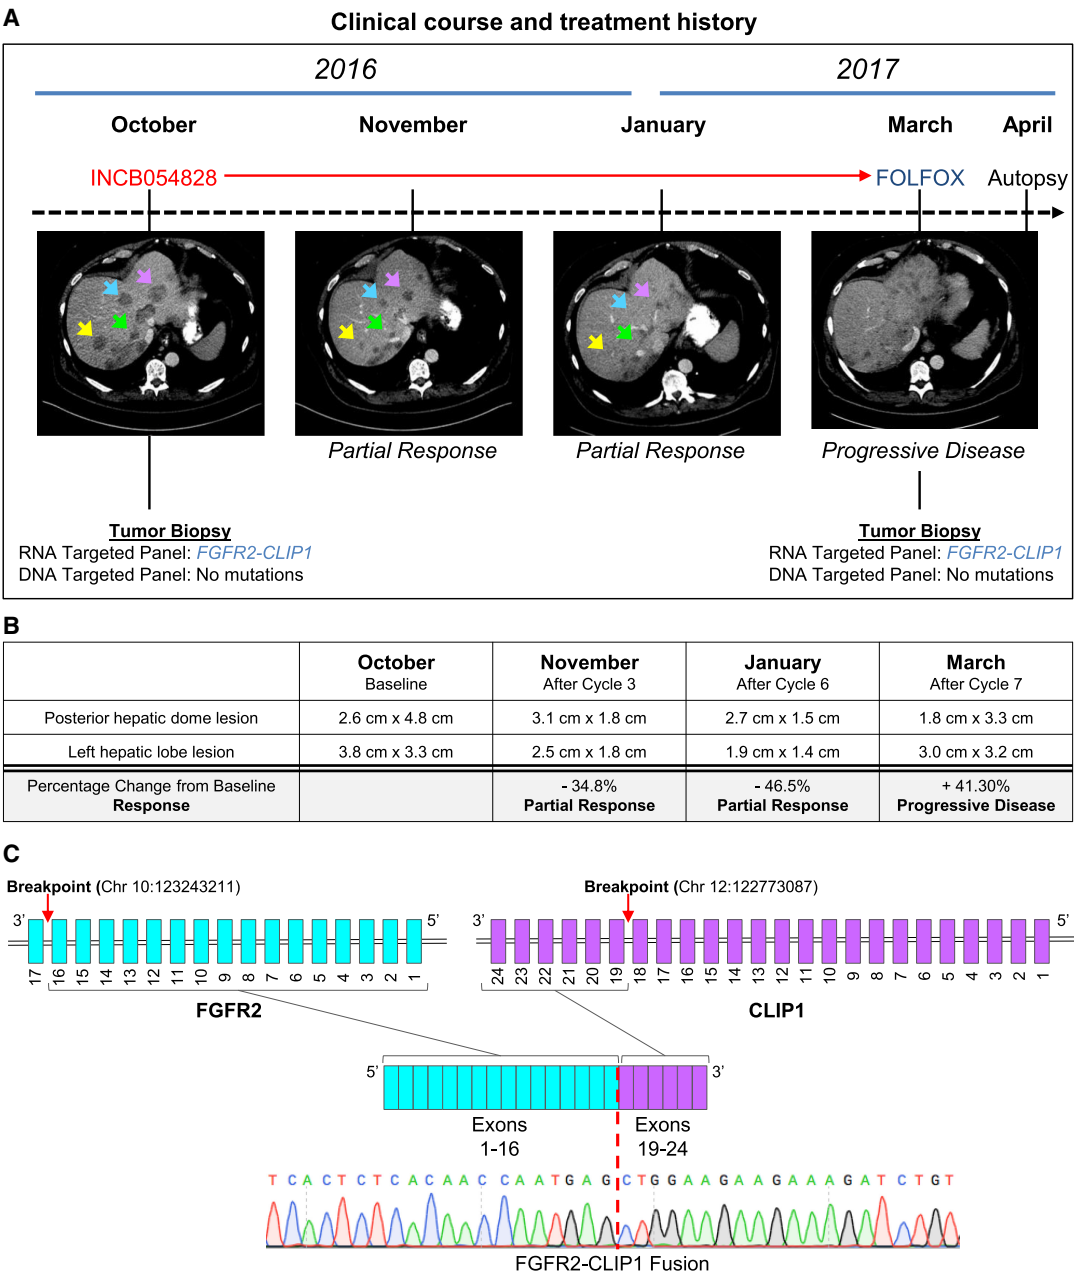 A
Clinical course and treatment history
2016
2017
October
November
January
March
April
INCB054828
FOLFOX
Autopsy
Partial Response
Partial Response
Progressive Disease
Tumor Biopsy
RNA Targeted Panel: FGFR2-CLIP1
DNA Targeted Panel: No mutations
Tumor Biopsy
RNA Targeted Panel: FGFR2-CLIP1
DNA Targeted Panel: No mutations
B
October
Baseline
November
After Cycle 3
January
After Cycle 6
March
After Cycle 7
Posterior hepatic dome lesion
2.6 cm x 4.8 cm
3.1 cm x 1.8 cm
2.7 cm x 1.5 cm
1.8 cm x 3.3 cm
Left hepatic lobe lesion
3.8 cm x 3.3 cm
2.5 cm x 1.8 cm
1.9 cm x 1.4 cm
3.0 cm x 3.2 cm
Percentage Change from Baseline
Response
- 34.8%
Partial Response
- 46.5%
Partial Response
+ 41.30%
Progressive Disease
C
Breakpoint (Chr 10:123243211)
3' 5'
17 16 15 14 13 12 11 10 9 8 7 6 5 4 3 2 1
FGFR2
Breakpoint (Chr 12:122773087)
3' 5'
24 23 22 21 20 19 18 17 16 15 14 13 12 11 10 9 8 7 6 5 4 3 2 1
CLIP1
5' 3'
Exons
1-16
Exons
19-24
T C A C T C T C A C A A C C A A T G A G C T G G A A G A A G A A A G A T C T G T
FGFR2-CLIP1 Fusion